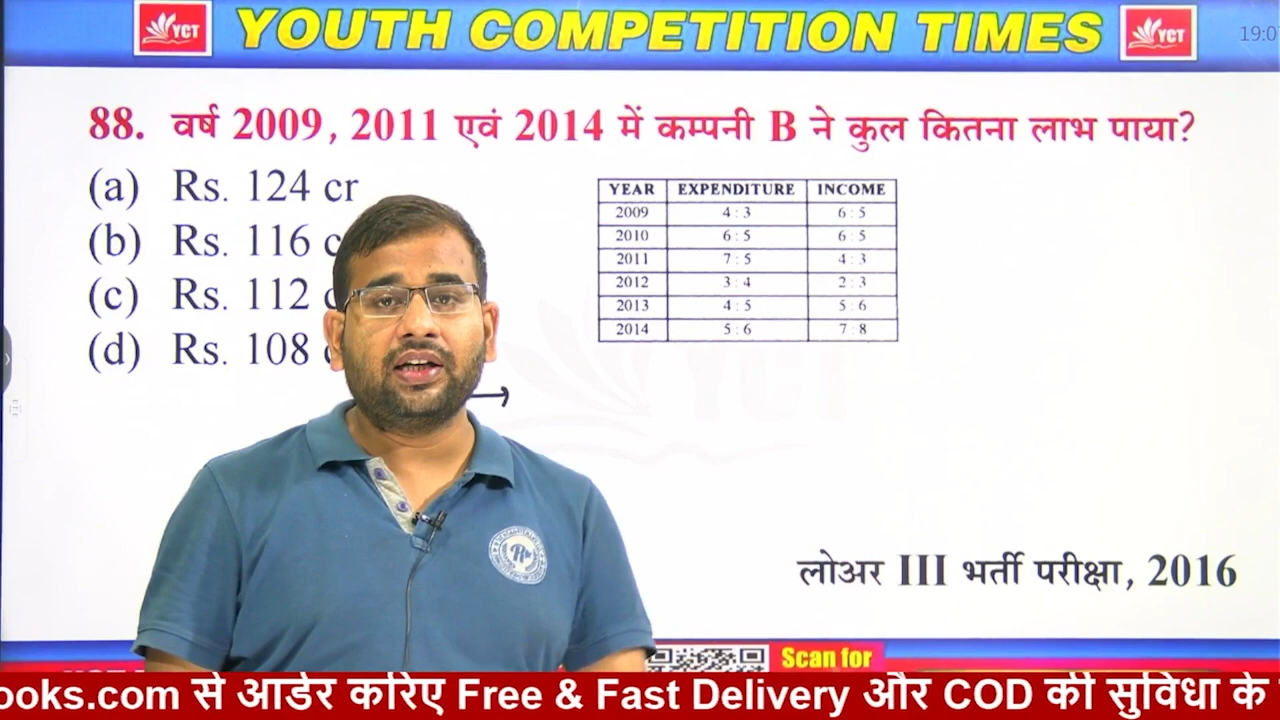 YCT
YOUTH COMPETITION TIMES
YCT
19:0
88. वर्ष 2009, 2011 एवं 2014 में कम्पनी B ने कुल कितना लाभ पाया?
(a) Rs. 124 cr
(b) Rs. 116 c
(c) Rs. 112
(d) Rs. 108
YEAR EXPENDITURE INCOME
2009 4 : 3 6 : 5
2010 6 : 5 6 : 5
2011 7 : 5 4 : 3
2012 3 : 4 2 : 3
2013 4 : 5 5 : 6
2014 5 : 6 7 : 8
YCT
लोअर III भर्ती परीक्षा, 2016
Scan for
ooks.com से आर्डर करिए Free & Fast Delivery और COD की सुविधा के